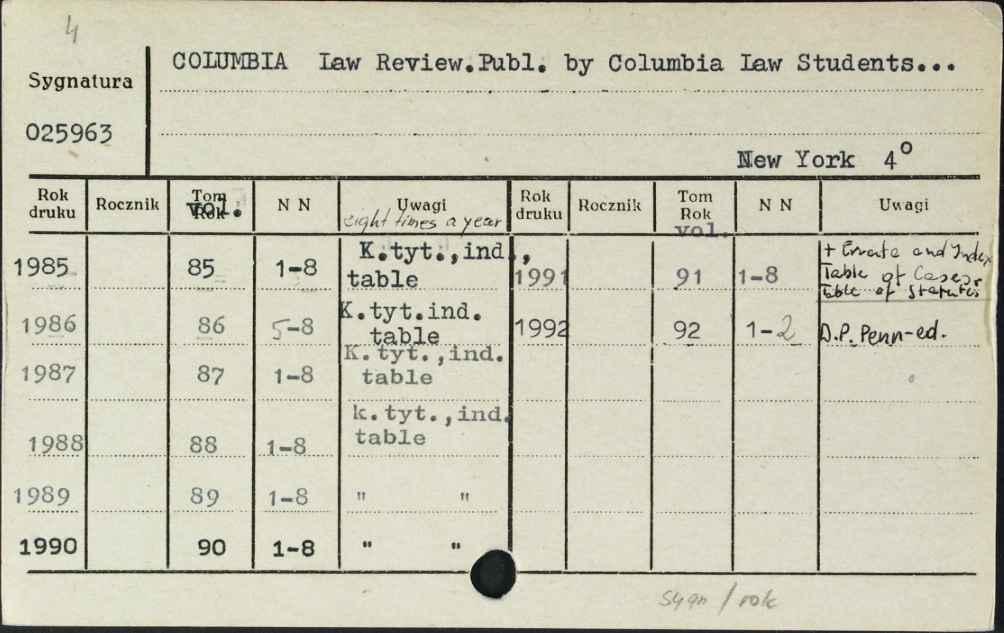 4
COLUMBIA Law Review.Publ. by Columbia Law Students...
Sygnatura
025963
New York 4°
Rok druku Rocznik Tom Rok vol. N N Uwagi Rok druku Rocznik Tom Rok vol. N N Uwagi
eight times a year
1985 85 1-8 K.tyt.,ind., table 1991 91 1-8 + Errata and Index Table of Cases, Table of Statutes
1986 86 5-8 K.tyt.ind. table 1992 92 1-2 D.P. Penn-ed.
1987 87 1-8 K.tyt.,ind. table
1988 88 1-8 k.tyt.,ind. table
1989 89 1-8 " "
1990 90 1-8 " "
sygn / rok